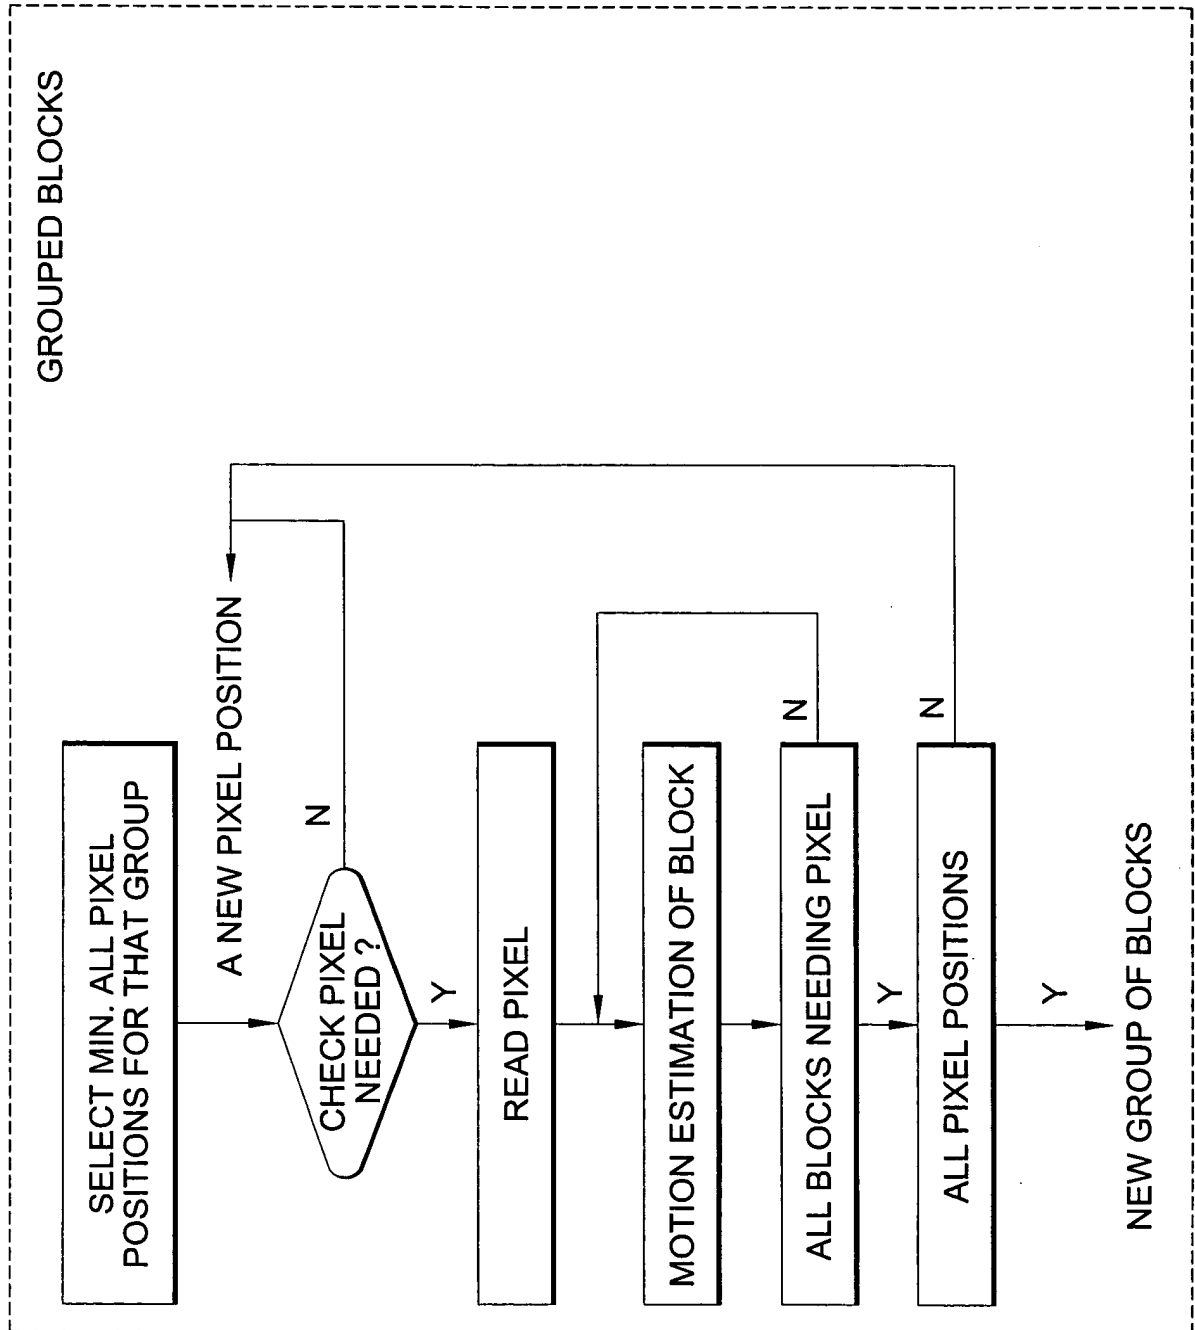 GROUPED BLOCKS
SELECT MIN. ALL PIXEL
POSITIONS FOR THAT GROUP
A NEW PIXEL POSITION
CHECK PIXEL
NEEDED ?
N
Y
READ PIXEL
MOTION ESTIMATION OF BLOCK
ALL BLOCKS NEEDING PIXEL
N
Y
ALL PIXEL POSITIONS
N
Y
NEW GROUP OF BLOCKS